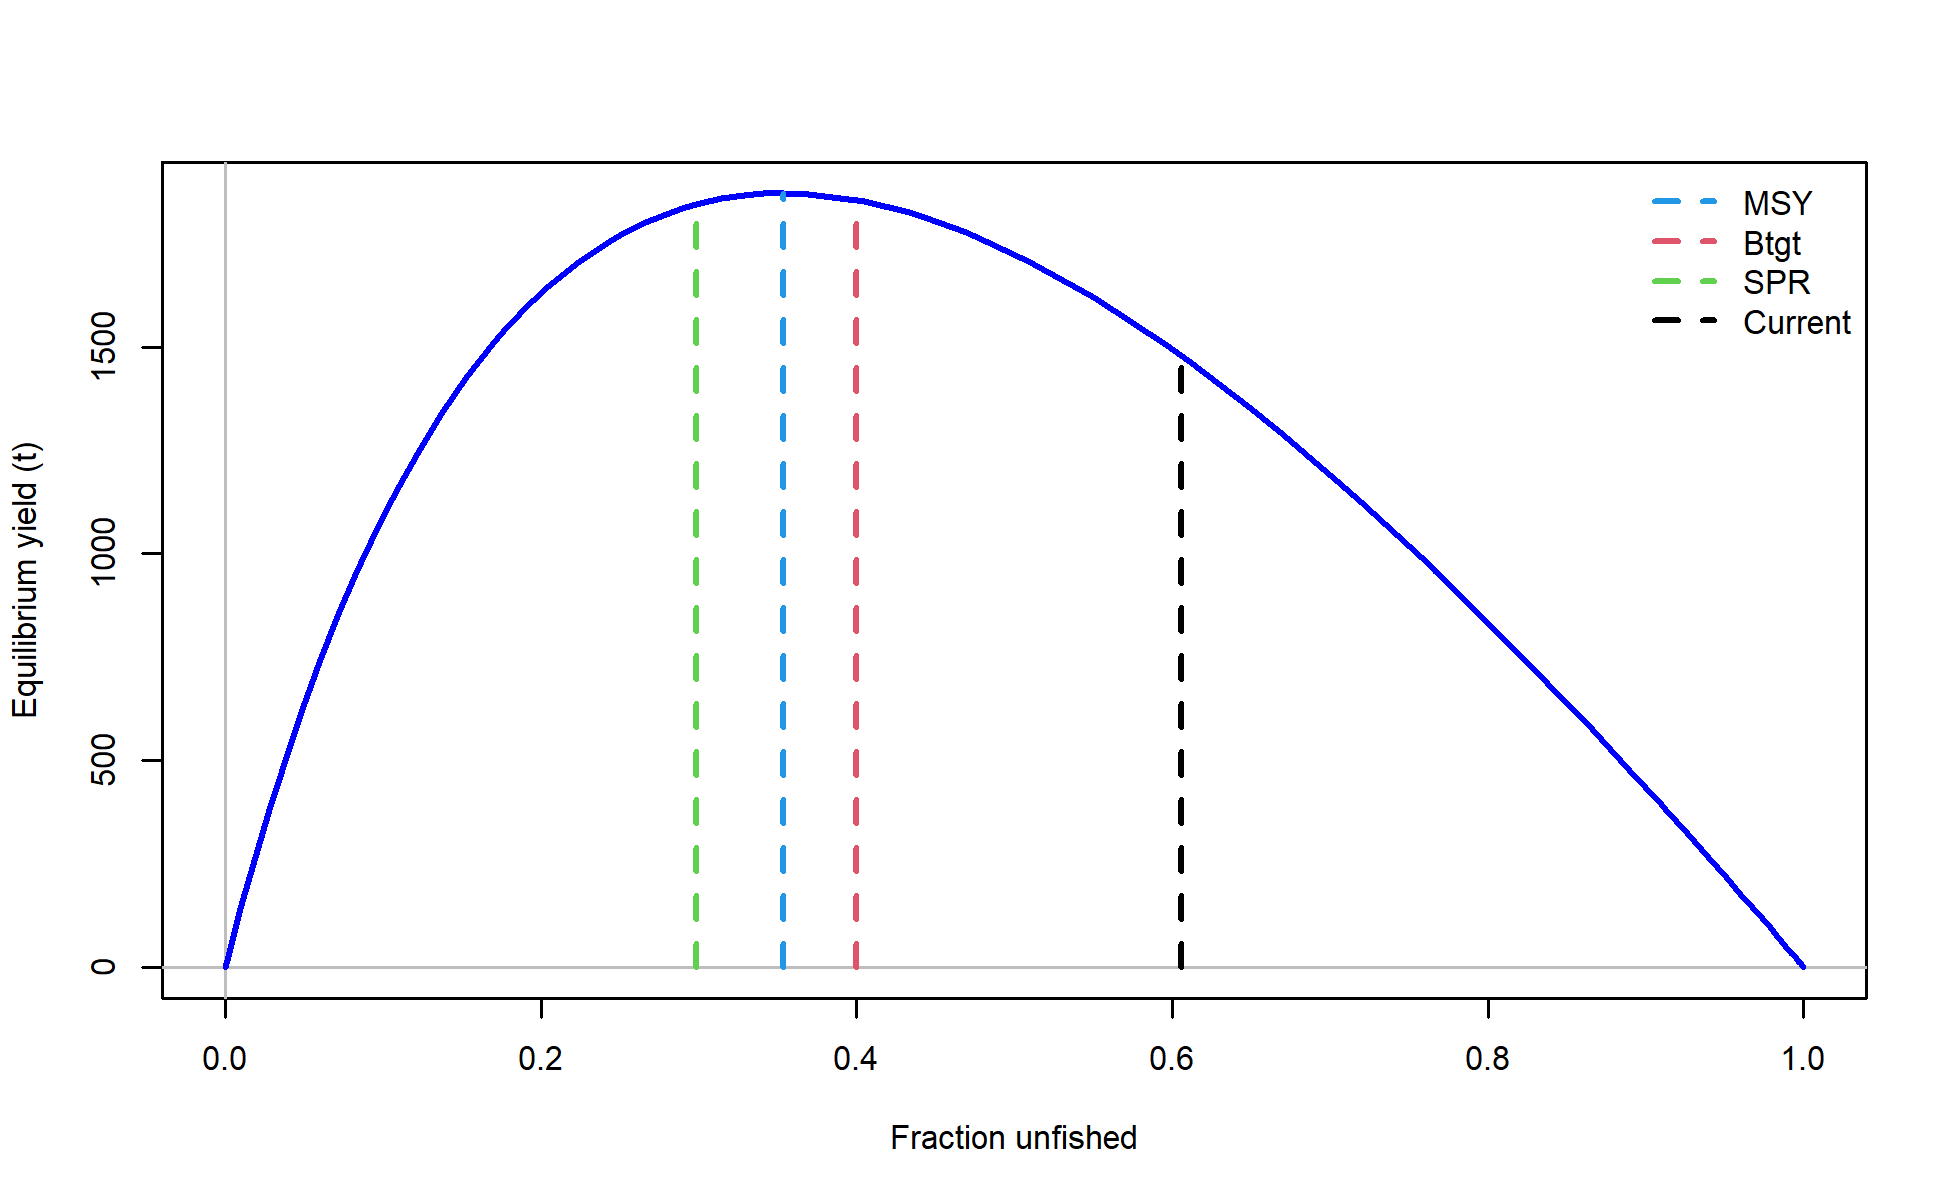 MSY
Btgt
SPR
Current
Equilibrium yield (t)
1500
1000
500
0
0.0 0.2 0.4 0.6 0.8 1.0
Fraction unfished